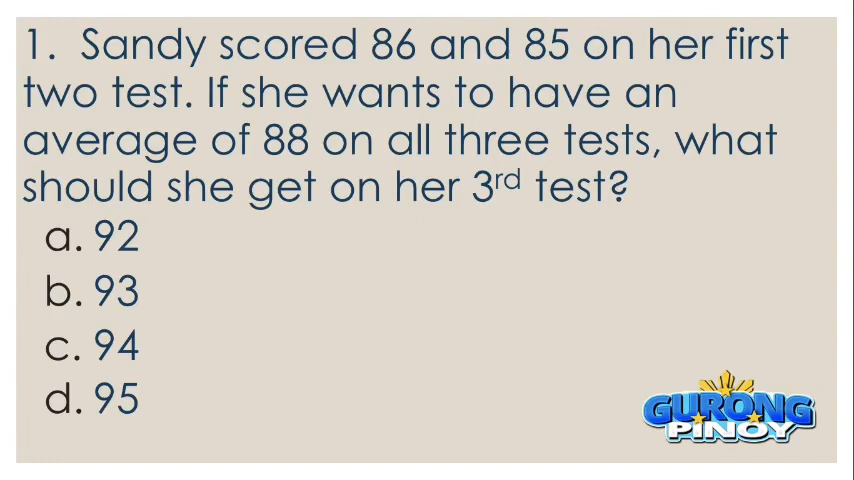 1. Sandy scored 86 and 85 on her first
two test. If she wants to have an
average of 88 on all three tests, what
should she get on her 3rd test?
a. 92
b. 93
c. 94
d. 95
GURONG
PINOY